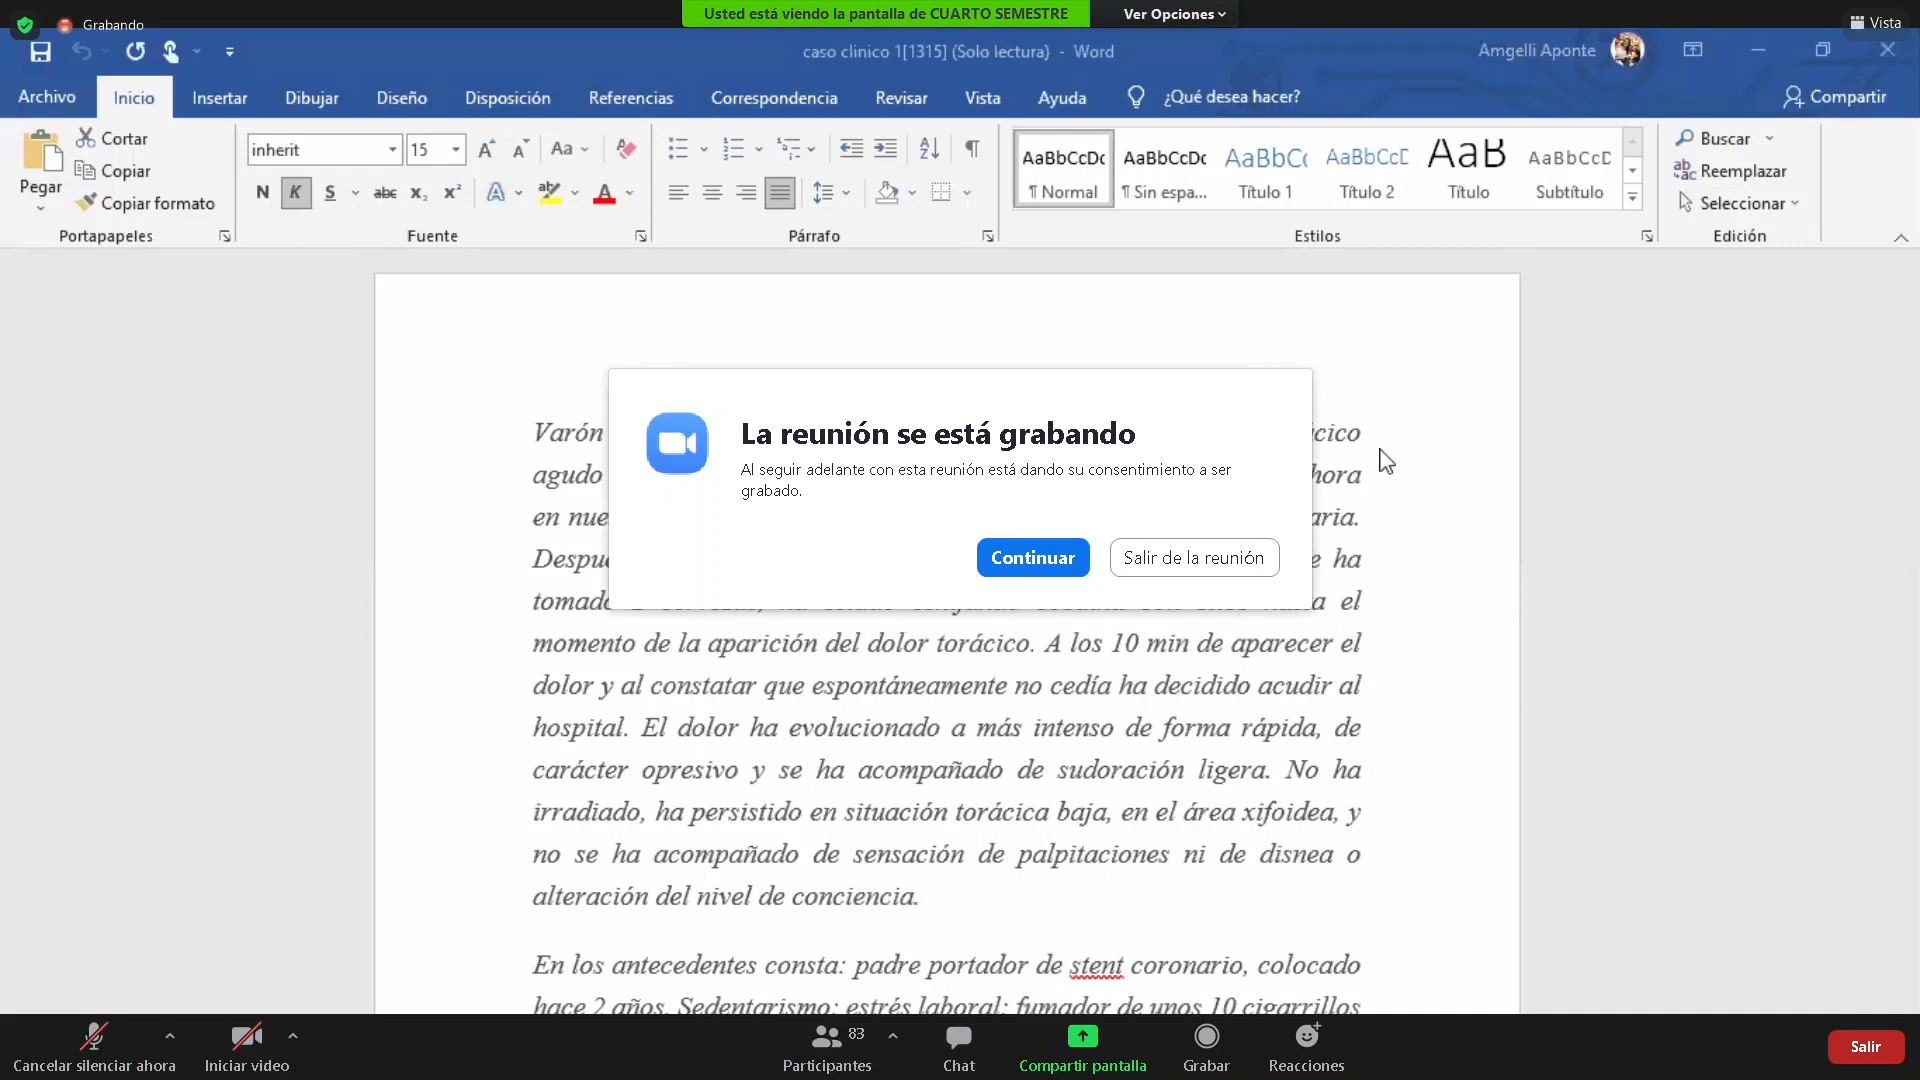 Grabando
Usted está viendo la pantalla de CUARTO SEMESTRE
Ver Opciones
Vista
caso clinico 1[1315] (Solo lectura) - Word
Amgelli Aponte
Archivo
Inicio
Insertar
Dibujar
Diseño
Disposición
Referencias
Correspondencia
Revisar
Vista
Ayuda
¿Qué desea hacer?
Compartir
Pegar
Cortar
Copiar
Copiar formato
Portapapeles
inherit
15
Aa
N K S abc x₂ x²
Fuente
Párrafo
AaBbCcDc AaBbCcDc AaBbCc AaBbCcD AaB AaBbCcD
¶ Normal ¶ Sin espa... Título 1 Título 2 Título Subtítulo
Estilos
Buscar
Reemplazar
Seleccionar
Edición
La reunión se está grabando
Al seguir adelante con esta reunión está dando su consentimiento a ser
grabado.
Continuar
Salir de la reunión
Varón
agudo hora
en
aria.
ha
el
momento de la aparición del dolor torácico. A los 10 min de aparecer el
dolor y al constatar que espontáneamente no cedía ha decidido acudir al
hospital. El dolor ha evolucionado a más intenso de forma rápida, de
carácter opresivo y se ha acompañado de sudoración ligera. No ha
irradiado, ha persistido en situación torácica baja, en el área xifoidea, y
no se ha acompañado de sensación de palpitaciones ni de disnea o
alteración del nivel de conciencia.
En los antecedentes consta: padre portador de stent coronario, colocado
hace 2 años. Sedentarismo; estrés laboral; fumador de unos 10 cigarrillos
Cancelar silenciar ahora
Iniciar video
83
Participantes
Chat
Compartir pantalla
Grabar
Reacciones
Salir